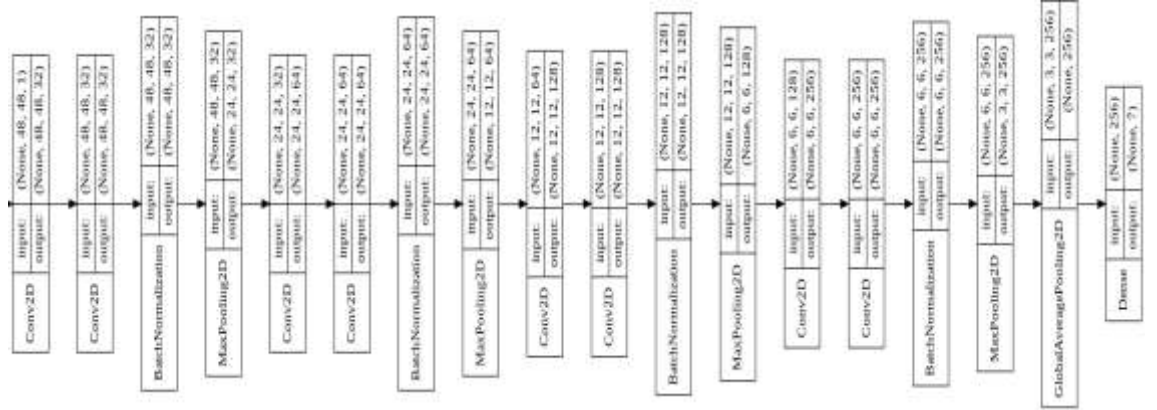 Conv2D
input: (None, 48, 48, 1)
output: (None, 48, 48, 32)
Conv2D
input: (None, 48, 48, 32)
output: (None, 48, 48, 32)
BatchNormalization
input: (None, 48, 48, 32)
output: (None, 48, 48, 32)
MaxPooling2D
input: (None, 48, 48, 32)
output: (None, 24, 24, 32)
Conv2D
input: (None, 24, 24, 32)
output: (None, 24, 24, 64)
Conv2D
input: (None, 24, 24, 64)
output: (None, 24, 24, 64)
BatchNormalization
input: (None, 24, 24, 64)
output: (None, 24, 24, 64)
MaxPooling2D
input: (None, 24, 24, 64)
output: (None, 12, 12, 64)
Conv2D
input: (None, 12, 12, 64)
output: (None, 12, 12, 128)
Conv2D
input: (None, 12, 12, 128)
output: (None, 12, 12, 128)
BatchNormalization
input: (None, 12, 12, 128)
output: (None, 12, 12, 128)
MaxPooling2D
input: (None, 12, 12, 128)
output: (None, 6, 6, 128)
Conv2D
input: (None, 6, 6, 128)
output: (None, 6, 6, 256)
Conv2D
input: (None, 6, 6, 256)
output: (None, 6, 6, 256)
BatchNormalization
input: (None, 6, 6, 256)
output: (None, 6, 6, 256)
MaxPooling2D
input: (None, 6, 6, 256)
output: (None, 3, 3, 256)
GlobalAveragePooling2D
input: (None, 3, 3, 256)
output: (None, 256)
Dense
input: (None, 256)
output: (None, 7)